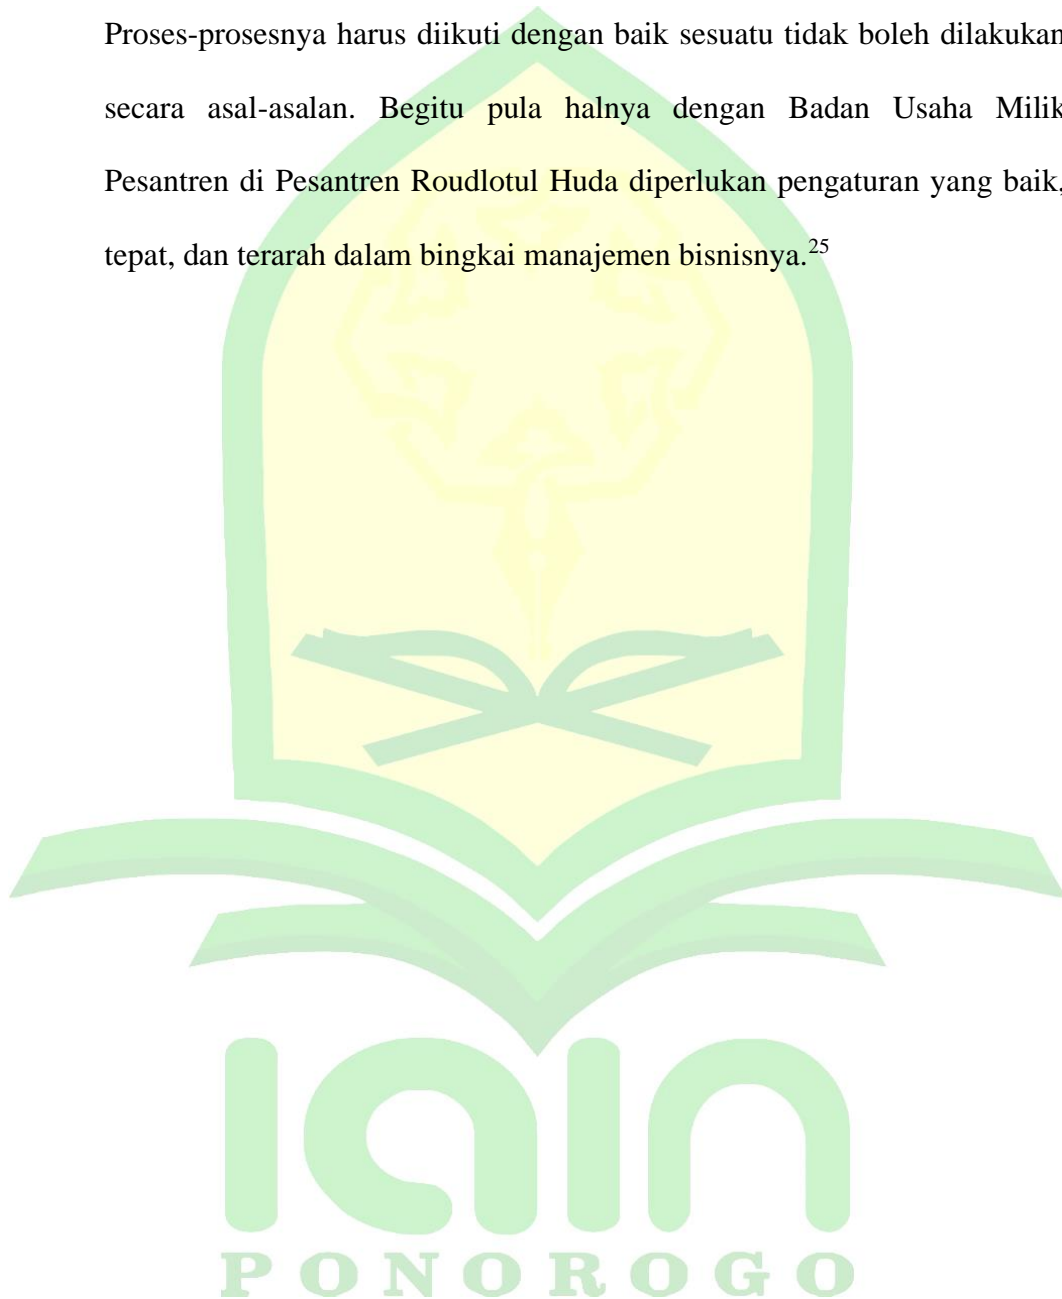 Proses-prosesnya harus diikuti dengan baik sesuatu tidak boleh dilakukan
secara asal-asalan. Begitu pula halnya dengan Badan Usaha Milik
Pesantren di Pesantren Roudlotul Huda diperlukan pengaturan yang baik,
tepat, dan terarah dalam bingkai manajemen bisnisnya.25
iain
PONOROGO